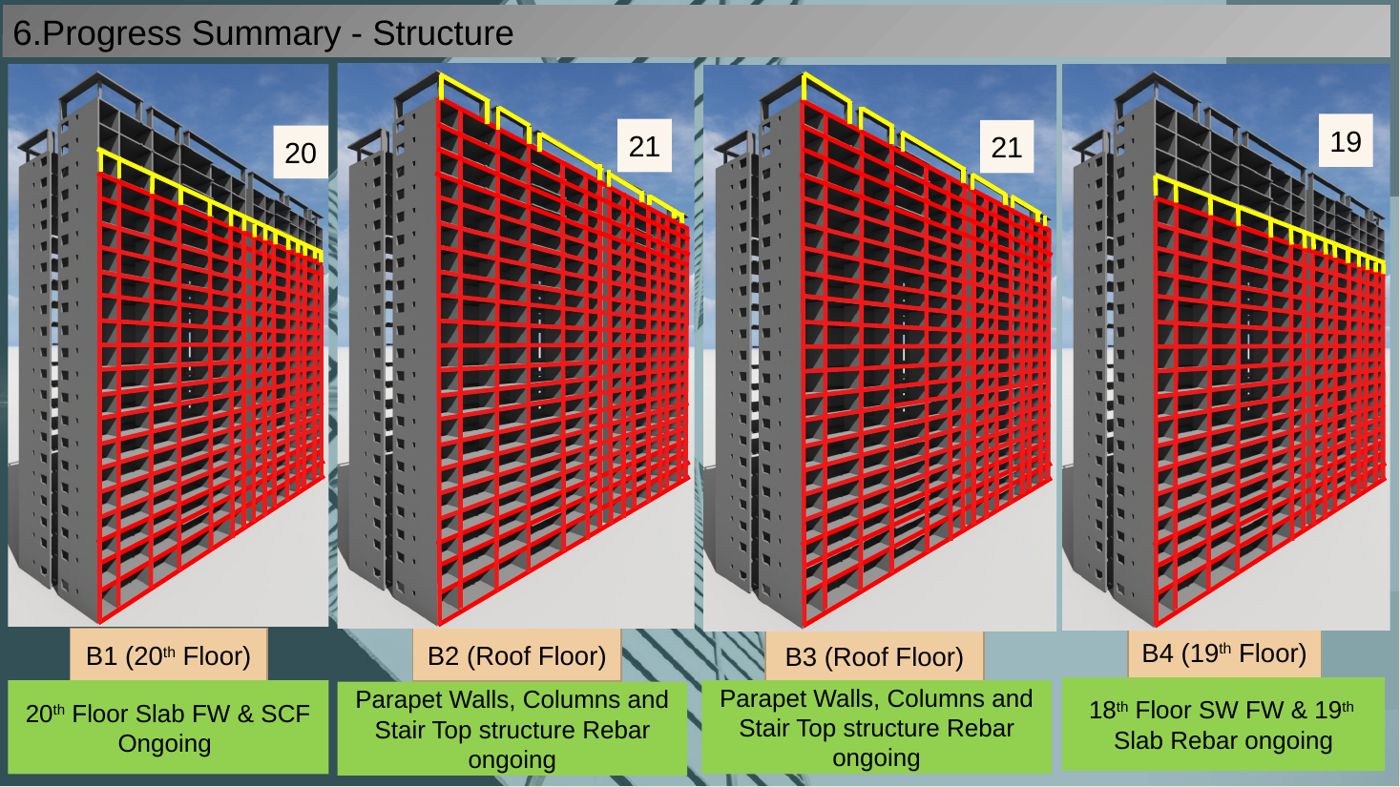 6.Progress Summary - Structure
20
21
21
19
B1 (20th Floor)
B2 (Roof Floor)
B3 (Roof Floor)
B4 (19th Floor)
20th Floor Slab FW & SCF
Ongoing
Parapet Walls, Columns and
Stair Top structure Rebar
ongoing
Parapet Walls, Columns and
Stair Top structure Rebar
ongoing
18th Floor SW FW & 19th
Slab Rebar ongoing